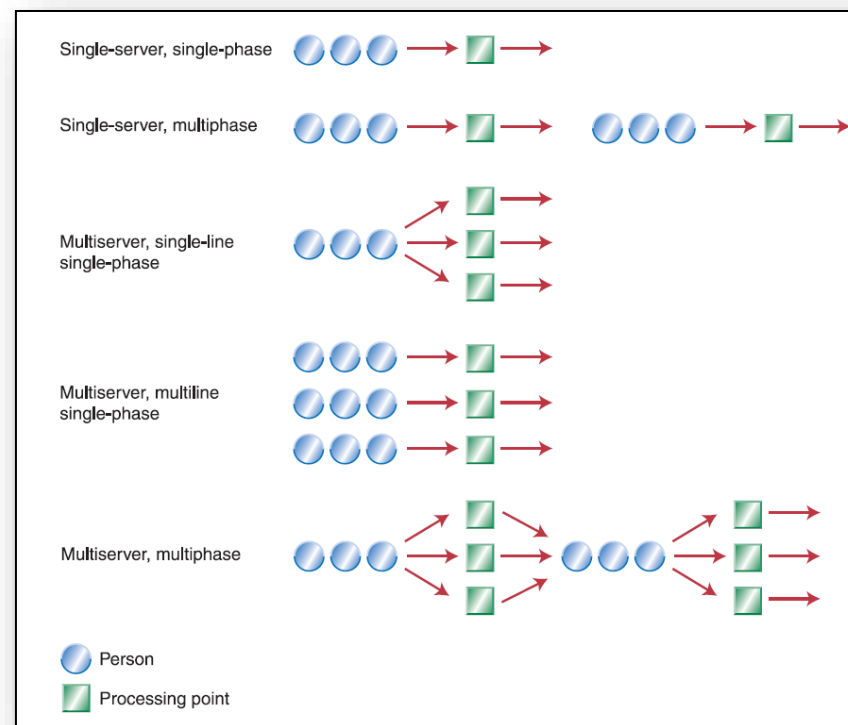 Single-server, single-phase
Single-server, multiphase
Multiserver, single-line
single-phase
Multiserver, multiline
single-phase
Multiserver, multiphase
Person
Processing point